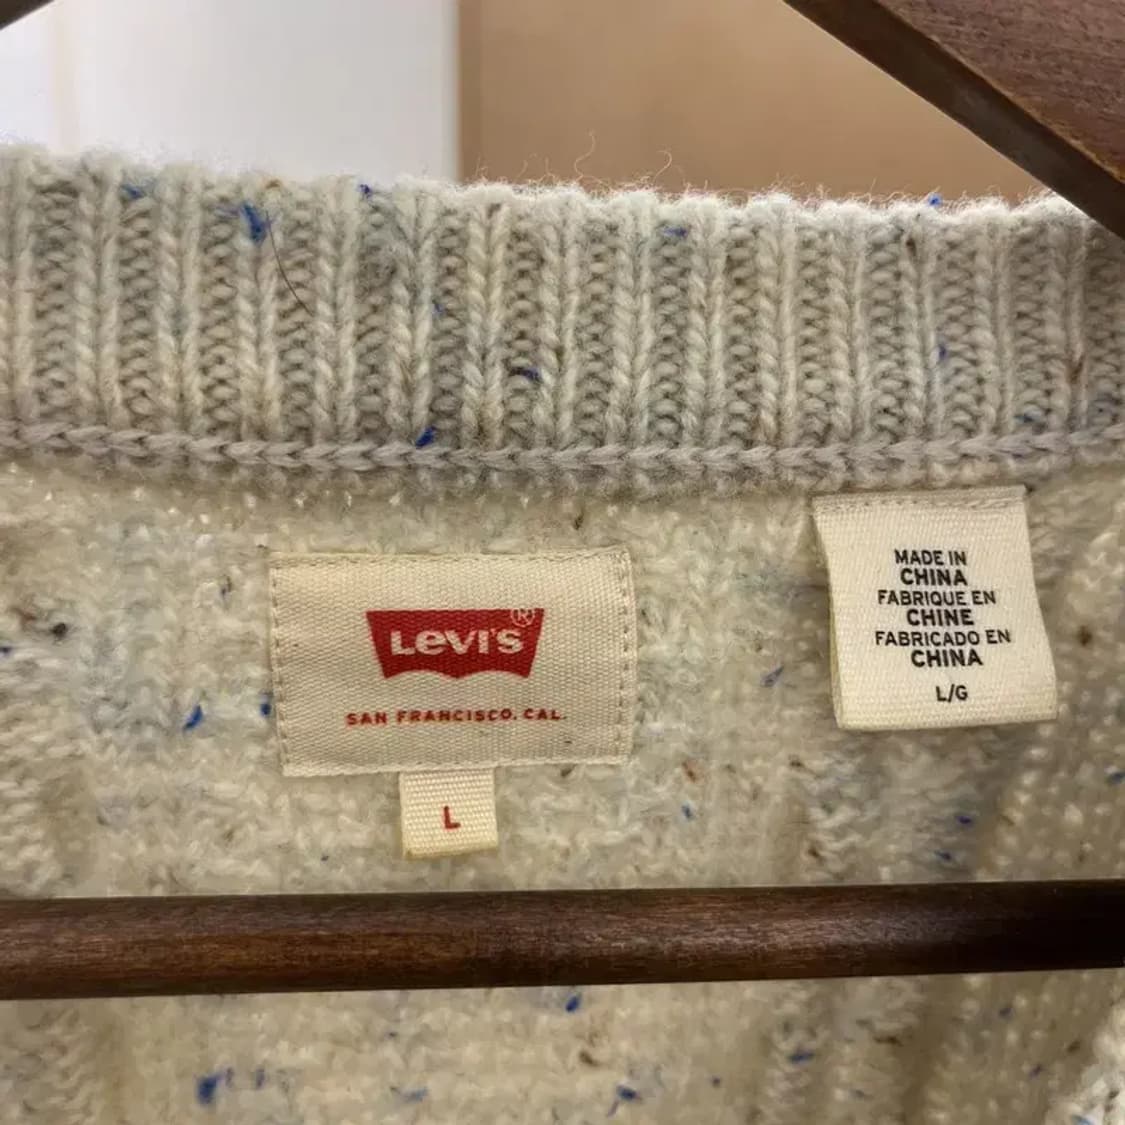 LEVI'S®
SAN FRANCISCO, CAL.
L
MADE IN
CHINA
FABRIQUE EN
CHINE
FABRICADO EN
CHINA
L/G